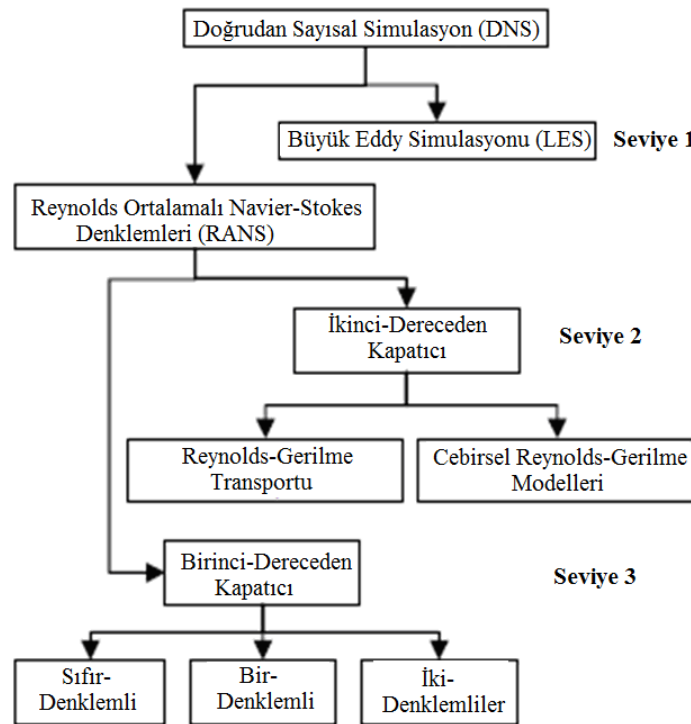 Doğrudan Sayısal Simulasyon (DNS)
Büyük Eddy Simulasyonu (LES)
Seviye 1
Reynolds Ortalamalı Navier-Stokes
Denklemleri (RANS)
İkinci-Dereceden
Kapatıcı
Seviye 2
Reynolds-Gerilme
Transportu
Cebirsel Reynolds-Gerilme
Modelleri
Birinci-Dereceden
Kapatıcı
Seviye 3
Sıfır-
Denklemli
Bir-
Denklemli
İki-
Denklemliler